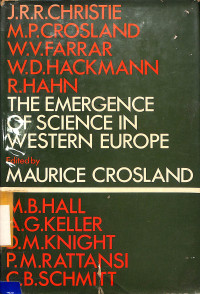 J.R.R.CHRISTIE
M.P.CROSLAND
W.V.FARRAR
W.D.HACKMANN
R.HAHN
THE EMERGENCE
OF SCIENCE IN
WESTERN EUROPE
Edited by
MAURICE CROSLAND
M.B.HALL
A.G.KELLER
D.M.KNIGHT
P.M.RATTANSI
C.B.SCHMITT